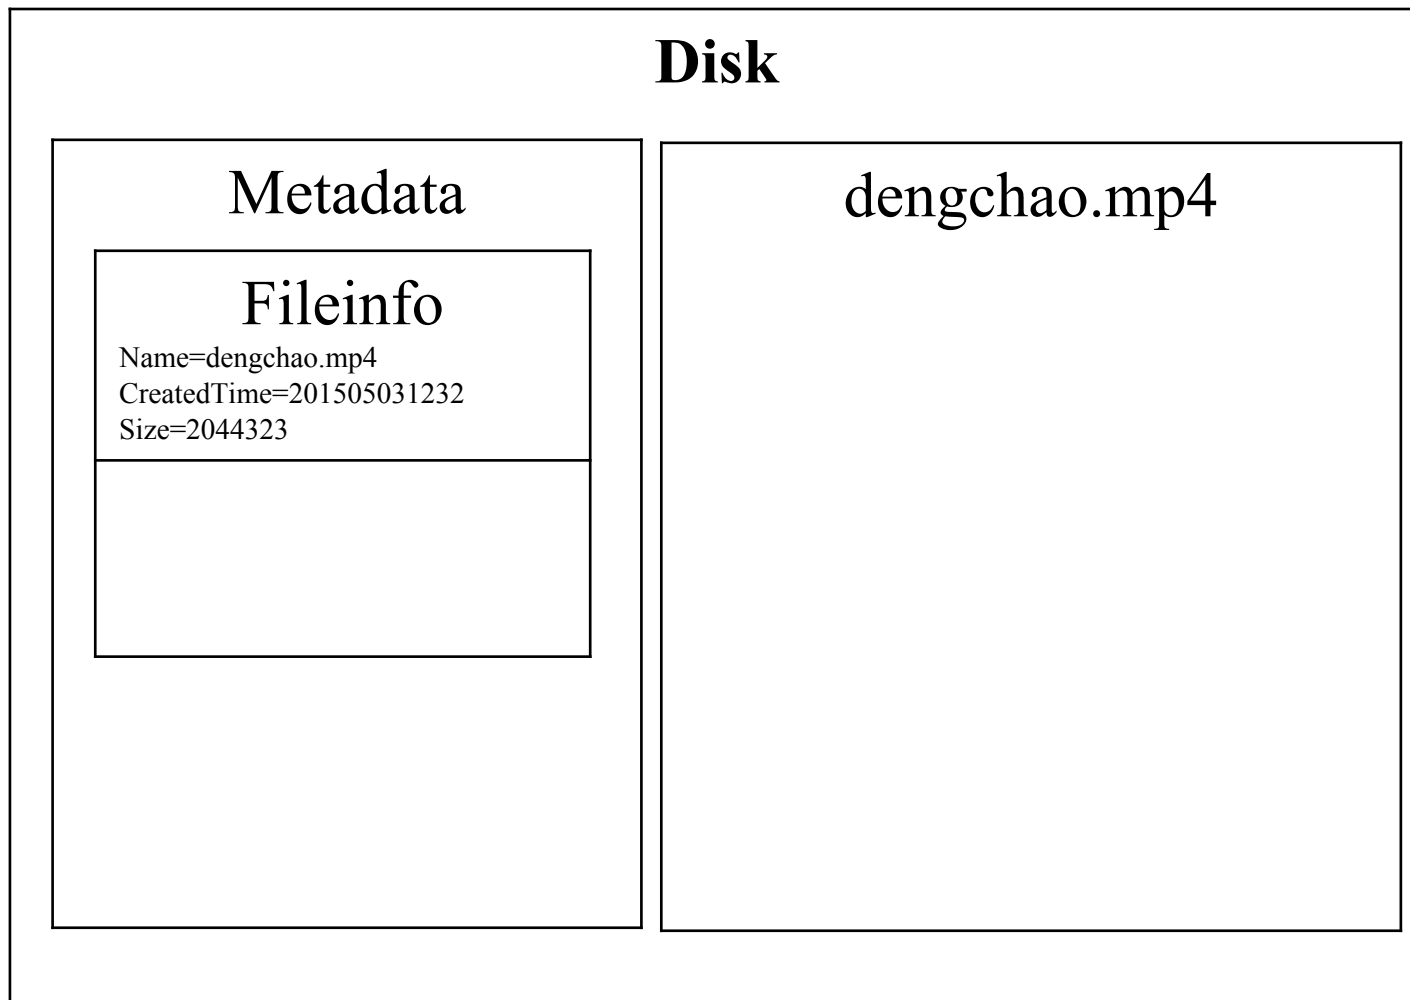 Disk
Metadata
Fileinfo
Name=dengchao.mp4
CreatedTime=201505031232
Size=2044323
dengchao.mp4